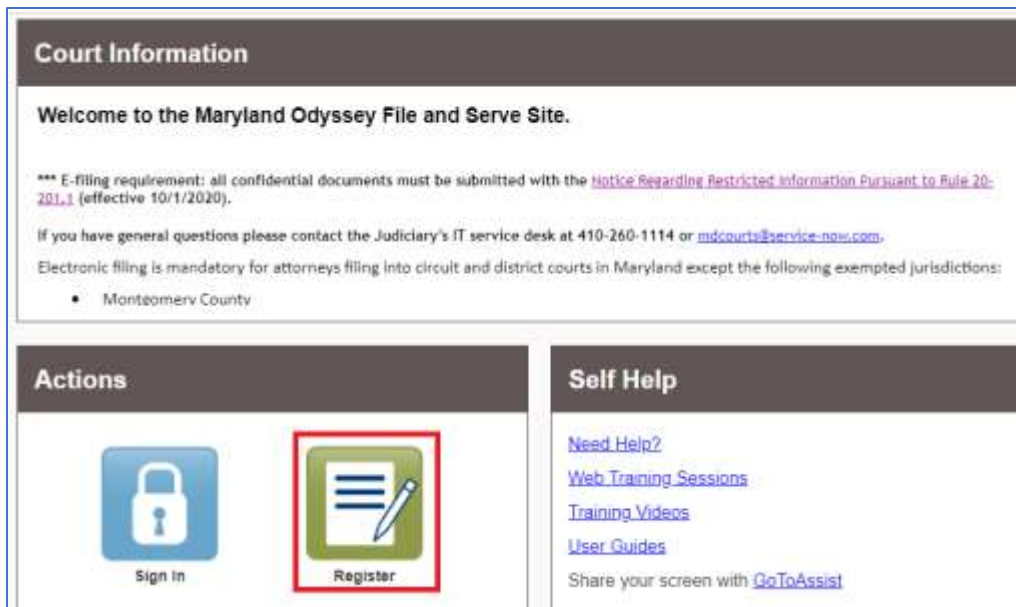 Court Information
Welcome to the Maryland Odyssey File and Serve Site.
*** E-filing requirement: all confidential documents must be submitted with the Notice Regarding Restricted Information Pursuant to Rule 20-
201.1 (effective 10/1/2020).
If you have general questions please contact the Judiciary's IT service desk at 410-260-1114 or mdcourts@service-now.com.
Electronic filing is mandatory for attorneys filing into circuit and district courts in Maryland except the following exempted jurisdictions:
• Montgomery County
Actions
Sign In
Register
Self Help
Need Help?
Web Training Sessions
Training Videos
User Guides
Share your screen with GoToAssist